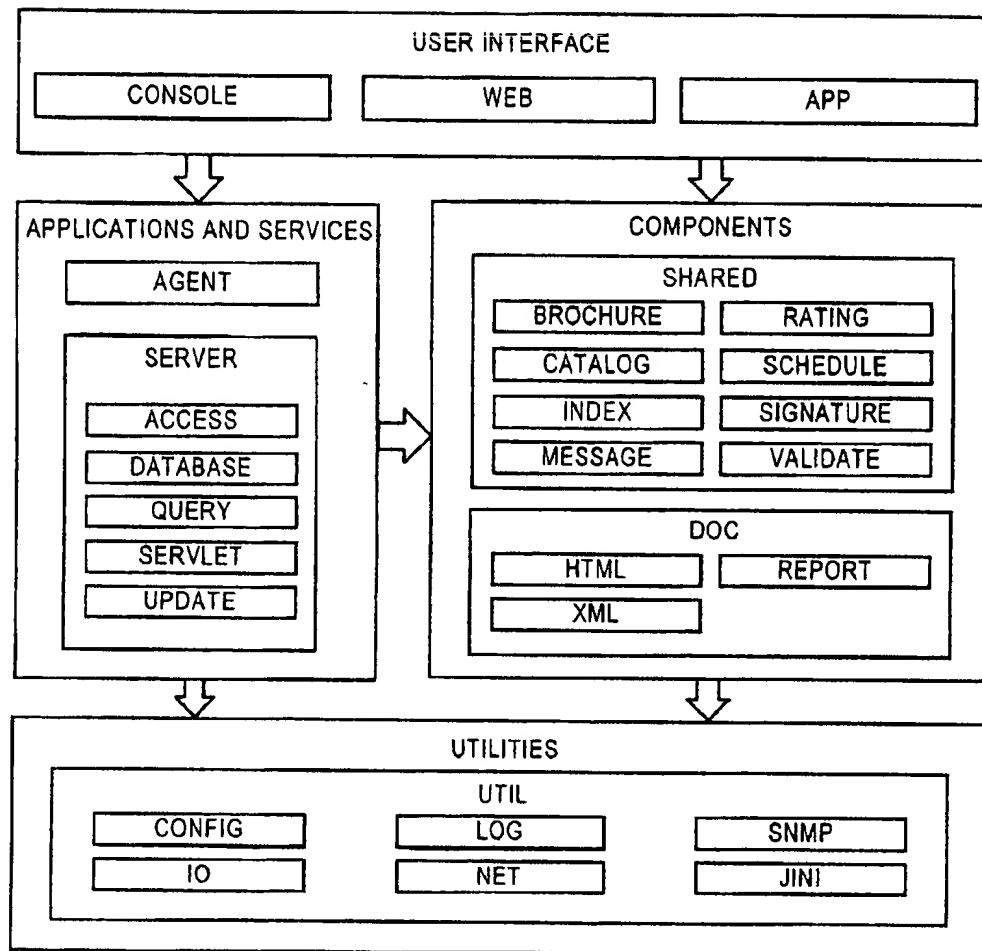 USER INTERFACE
CONSOLE
WEB
APP
APPLICATIONS AND SERVICES
AGENT
SERVER
ACCESS
DATABASE
QUERY
SERVLET
UPDATE
COMPONENTS
SHARED
BROCHURE
RATING
CATALOG
SCHEDULE
INDEX
SIGNATURE
MESSAGE
VALIDATE
DOC
HTML
REPORT
XML
UTILITIES
UTIL
CONFIG
LOG
SNMP
IO
NET
JINI